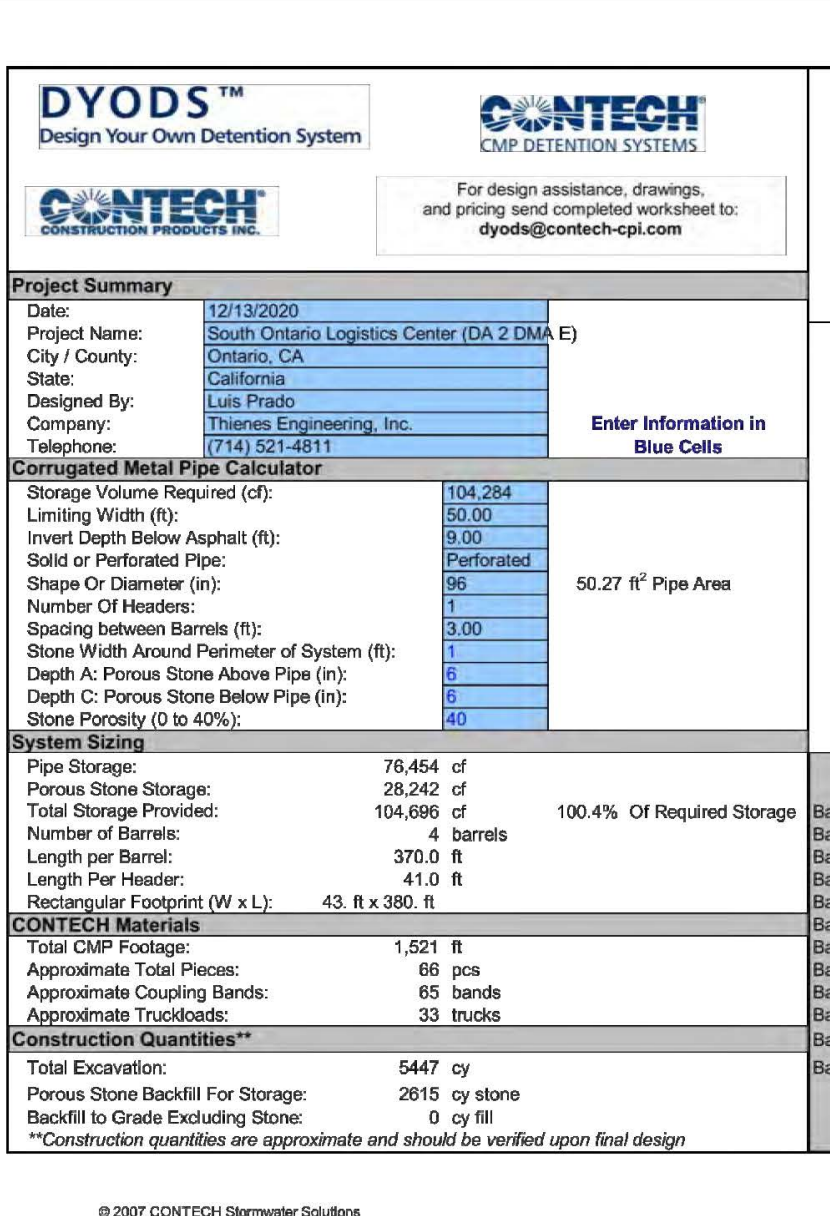 DYODS™
Design Your Own Detention System
CONTECH®
CMP DETENTION SYSTEMS
CONTECH®
CONSTRUCTION PRODUCTS INC.
For design assistance, drawings,
and pricing send completed worksheet to:
dyods@contech-cpi.com
Project Summary
Date: 12/13/2020
Project Name: South Ontario Logistics Center (DA 2 DMA E)
City / County: Ontario, CA
State: California
Designed By: Luis Prado
Company: Thienes Engineering, Inc. Enter Information in
Telephone: (714) 521-4811 Blue Cells
Corrugated Metal Pipe Calculator
Storage Volume Required (cf): 104,284
Limiting Width (ft): 50.00
Invert Depth Below Asphalt (ft): 9.00
Solid or Perforated Pipe: Perforated
Shape Or Diameter (in): 96 50.27 ft² Pipe Area
Number Of Headers: 1
Spacing between Barrels (ft): 3.00
Stone Width Around Perimeter of System (ft): 1
Depth A: Porous Stone Above Pipe (in): 6
Depth C: Porous Stone Below Pipe (in): 6
Stone Porosity (0 to 40%): 40
System Sizing
Pipe Storage: 76,454 cf
Porous Stone Storage: 28,242 cf
Total Storage Provided: 104,696 cf 100.4% Of Required Storage Ba
Number of Barrels: 4 barrels Ba
Length per Barrel: 370.0 ft Ba
Length Per Header: 41.0 ft Ba
Rectangular Footprint (W x L): 43. ft x 380. ft Ba
CONTECH Materials Ba
Total CMP Footage: 1,521 ft Ba
Approximate Total Pieces: 66 pcs Ba
Approximate Coupling Bands: 65 bands Ba
Approximate Truckloads: 33 trucks Ba
Construction Quantities** Ba
Total Excavation: 5447 cy Ba
Porous Stone Backfill For Storage: 2615 cy stone
Backfill to Grade Excluding Stone: 0 cy fill
**Construction quantities are approximate and should be verified upon final design
© 2007 CONTECH Stormwater Solutions